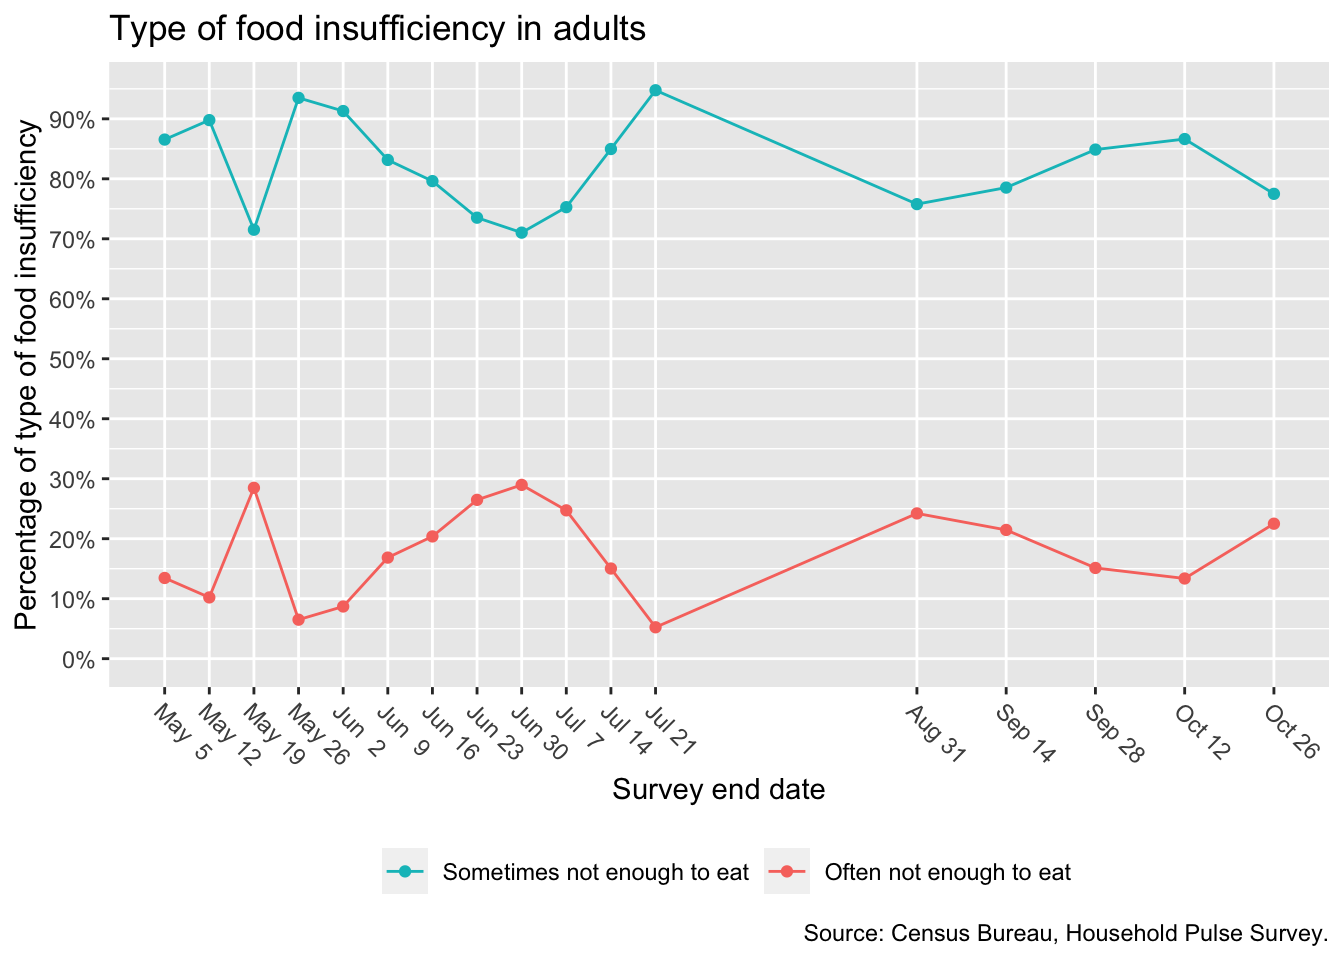 Type of food insufficiency in adults
Percentage of type of food insufficiency
90%
80%
70%
60%
50%
40%
30%
20%
10%
0%
May 5
May 12
May 19
May 26
Jun 2
Jun 9
Jun 16
Jun 23
Jun 30
Jul 7
Jul 14
Jul 21
Aug 31
Sep 14
Sep 28
Oct 12
Oct 26
Survey end date
Sometimes not enough to eat
Often not enough to eat
Source: Census Bureau, Household Pulse Survey.